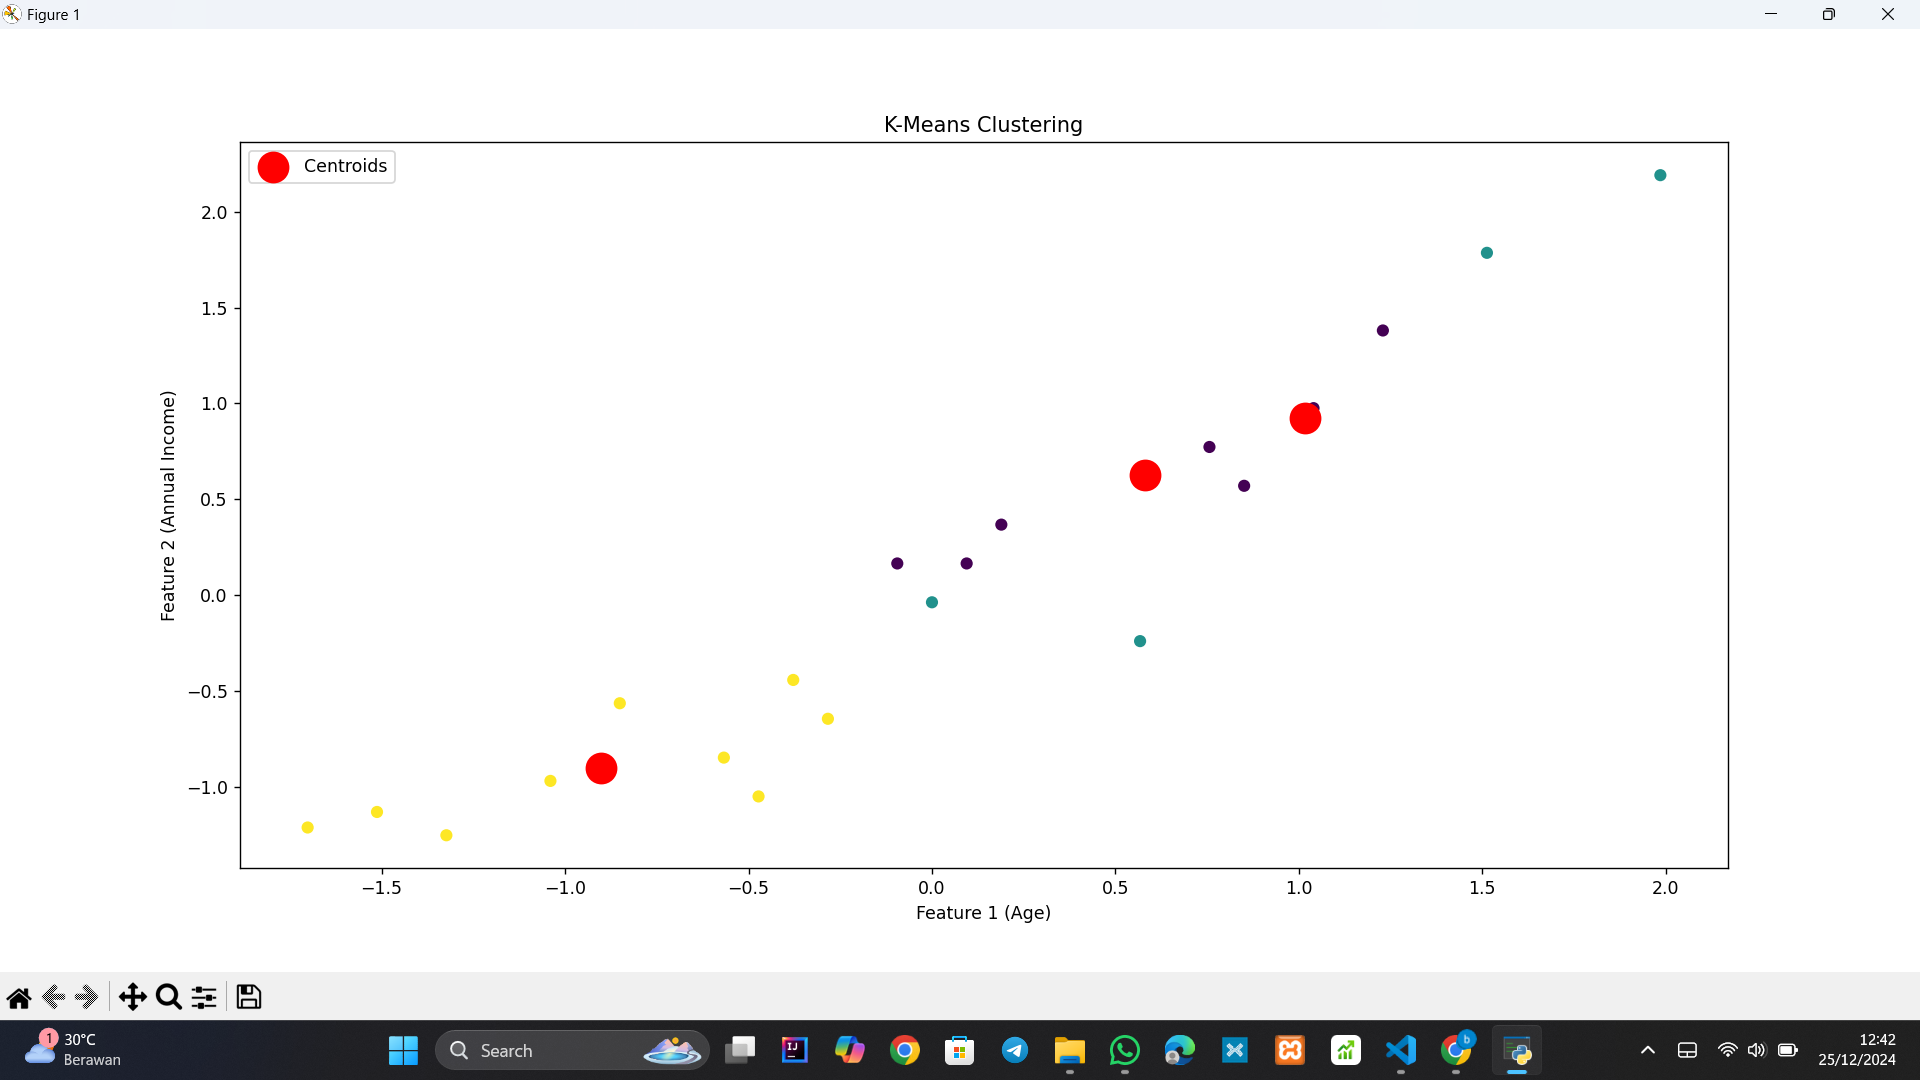 Figure 1
K-Means Clustering
Centroids
2.0
1.5
1.0
0.5
0.0
−0.5
−1.0
Feature 2 (Annual Income)
−1.5
−1.0
−0.5
0.0
0.5
1.0
1.5
2.0
Feature 1 (Age)
1
30°C
Berawan
Search
IJ
b
12:42
25/12/2024